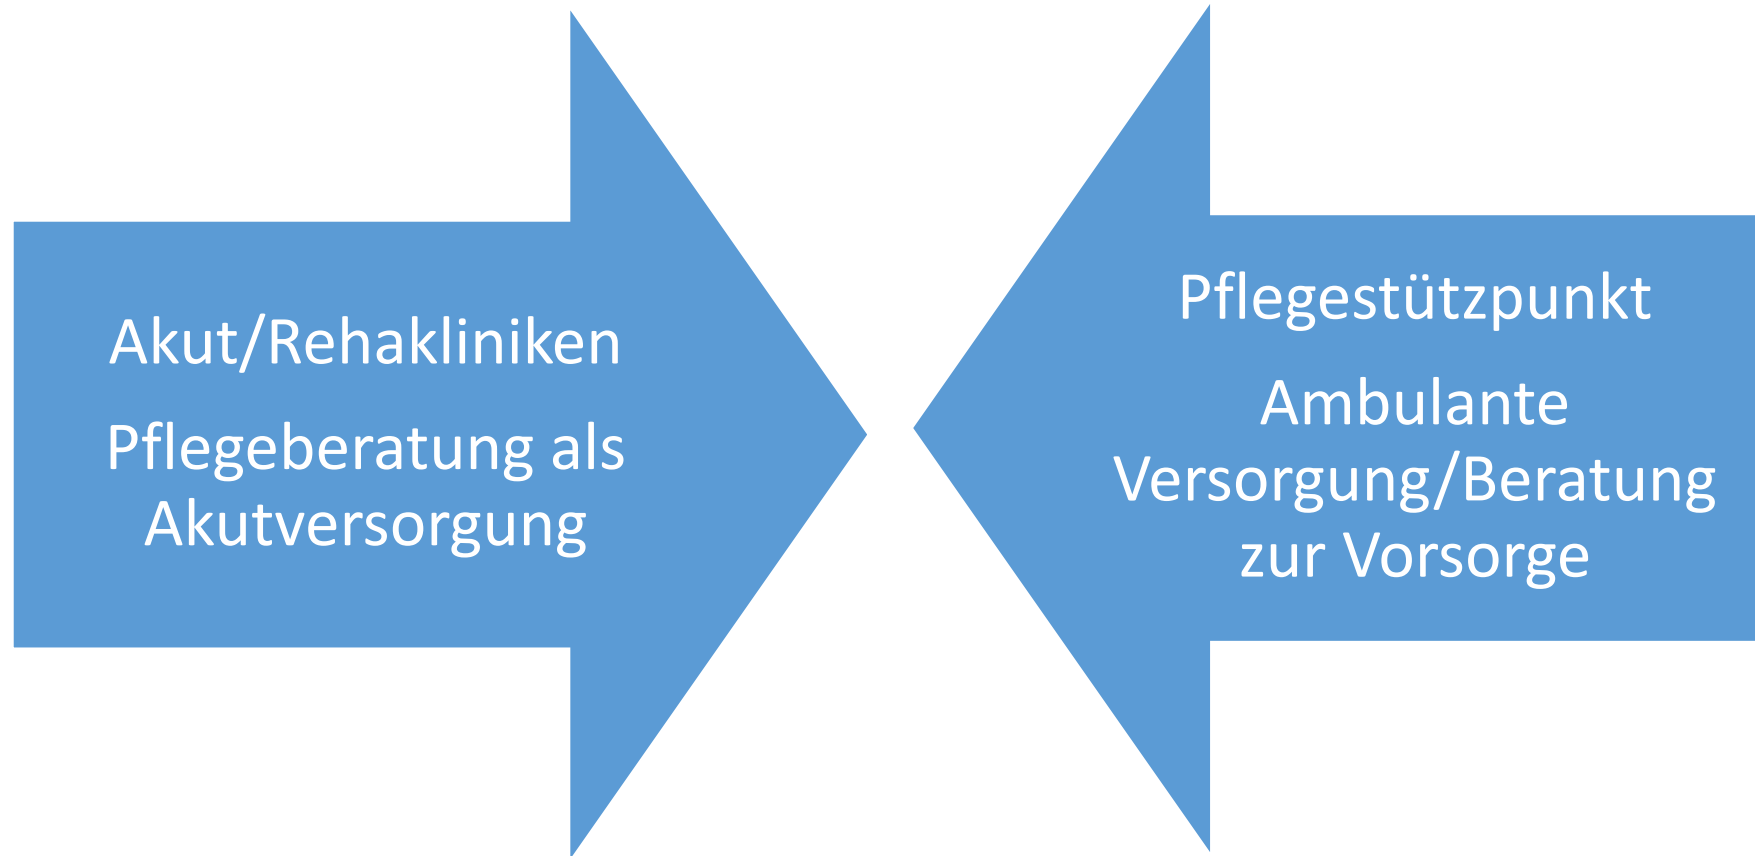 Akut/Rehakliniken
Pflegeberatung als
Akutversorgung
Pflegestützpunkt
Ambulante
Versorgung/Beratung
zur Vorsorge